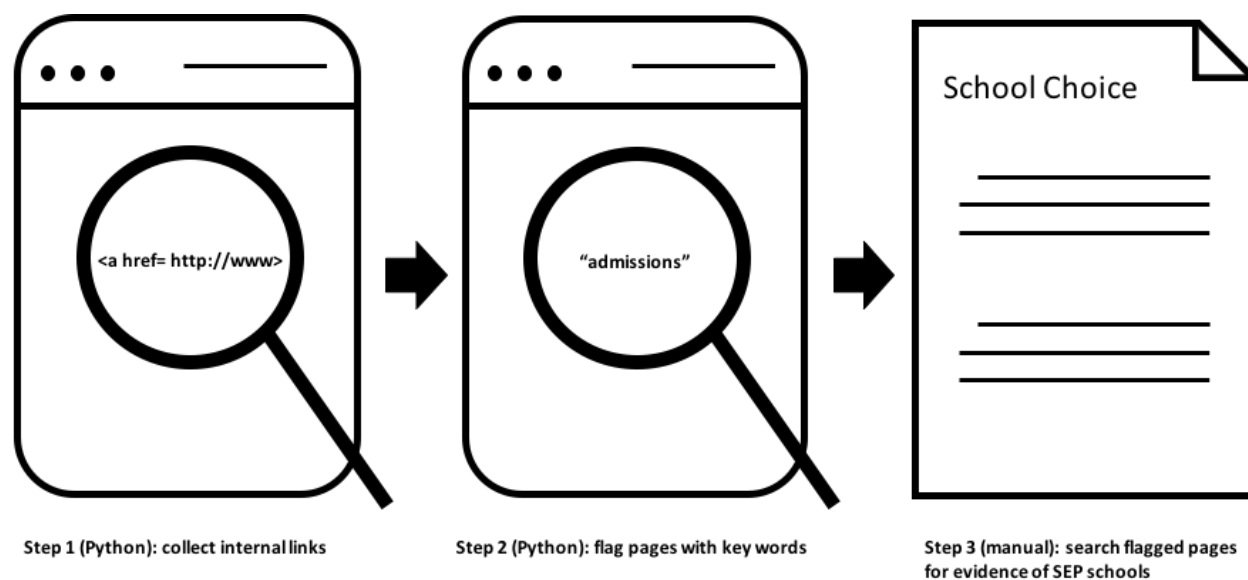 School Choice
<a href= http://www>
“admissions”
Step 1 (Python): collect internal links
Step 2 (Python): flag pages with key words
Step 3 (manual): search flagged pages
for evidence of SEP schools